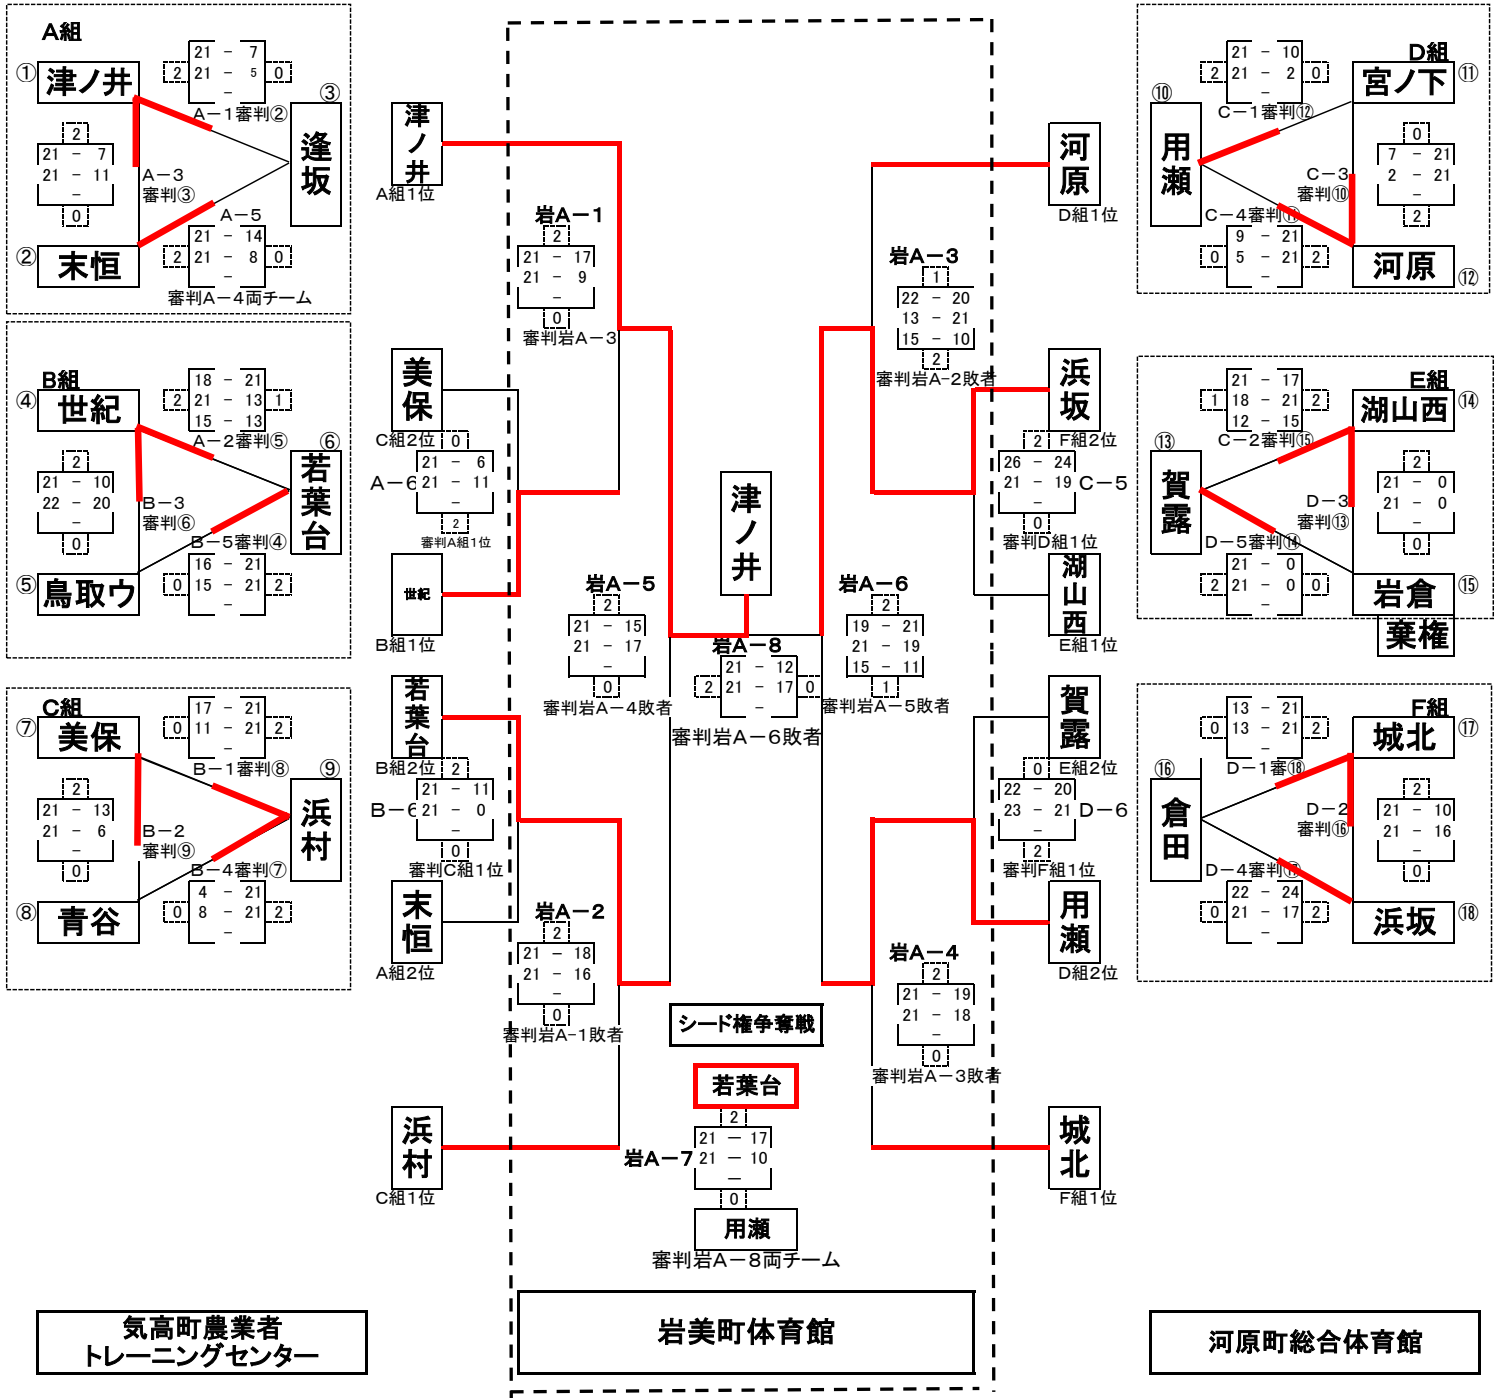 A組
① 津ノ井
21 － 7
2 21 － 5 0
－
A－1審判②
③ 逢坂
2
21 － 7
21 － 11
－
0
A－3
審判③
A－5
21 － 14
2 21 － 8 0
－
② 末恒
審判A－4両チーム
B組
④ 世紀
18 － 21
2 21 － 13 1
15 － 13
A－2審判⑤
⑥ 若葉台
2
21 － 10
22 － 20
－
0
B－3
審判⑥
B－5審判④
16 － 21
0 15 － 21 2
－
⑤ 鳥取ウ
C組
⑦ 美保
17 － 21
0 11 － 21 2
－
B－1審判⑧
⑨ 浜村
2
21 － 13
21 － 6
－
0
B－2
審判⑨
B－4審判⑦
4 － 21
0 8 － 21 2
－
⑧ 青谷
津ノ井
A組1位
美保
C組2位
0
21 － 6
A－6 21 － 11
－
2
審判A組1位
世紀
B組1位
若葉台
B組2位
2
21 － 11
B－6 21 － 0
－
0
審判C組1位
末恒
A組2位
浜村
C組1位
岩A－1
2
21 － 17
21 － 9
－
0
審判岩A－3
岩A－5
2
21 － 15
21 － 17
－
0
審判岩A－4敗者
岩A－2
2
21 － 18
21 － 16
－
0
審判岩A－1敗者
津ノ井
岩A－8
21 － 12
2 21 － 17 0
－
審判岩A－6敗者
シード権争奪戦
若葉台
2
21 － 17
岩A－7 21 － 10
－
0
用瀬
審判岩A－8両チーム
岩A－3
1
22 － 20
13 － 21
15 － 10
2
審判岩A－2敗者
岩A－6
2
19 － 21
21 － 19
15 － 11
1
審判岩A－5敗者
岩A－4
2
21 － 19
21 － 18
－
0
審判岩A－3敗者
河原
D組1位
浜坂
F組2位
2
26 － 24
21 － 19 C－5
－
0
審判D組1位
湖山西
E組1位
賀露
E組2位
0
22 － 20
23 － 21 D－6
－
2
審判F組1位
用瀬
D組2位
城北
F組1位
D組
宮ノ下 ⑪
21 － 10
2 21 － 2 0
－
C－1審判⑫
⑩ 用瀬
0
7 － 21
2 － 21
－
2
C－3
審判⑩
C－4審判⑪
9 － 21
0 5 － 21 2
－
河原 ⑫
E組
湖山西 ⑭
21 － 17
1 18 － 21 2
12 － 15
C－2審判⑮
⑬ 賀露
2
21 － 0
21 － 0
－
0
D－3
審判⑬
D－5審判⑭
21 － 0
2 21 － 0 0
－
岩倉 ⑮
棄権
F組
城北 ⑰
13 － 21
0 13 － 21 2
－
D－1審⑱
⑯ 倉田
2
21 － 10
21 － 16
－
0
D－2
審判⑯
D－4審判⑰
22 － 24
0 21 － 17 2
－
浜坂 ⑱
気高町農業者
トレーニングセンター
岩美町体育館
河原町総合体育館